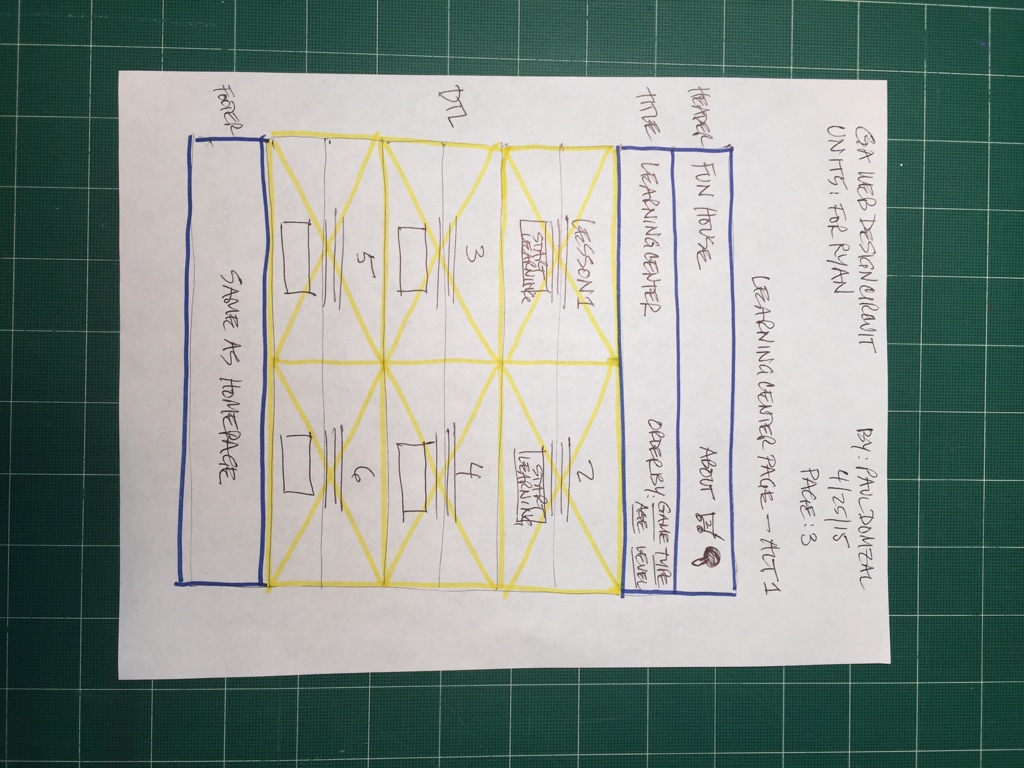 GA WEB DESIGN CIRCUIT
UNITS: FOR RYAN
BY: PAUL DOMZAL
4/25/15
PAGE: 3
LEARNING CENTER PAGE → ALT 1
HEADER
FUN HOUSE
ABOUT
TITLE
LEARNING CENTER
ORDER BY: GAME TYPE
AGE LEVEL
DTL
LESSON 1
START
LEARNING
2
START
LEARNING
3
4
5
6
FOOTER
SAME AS HOMEPAGE